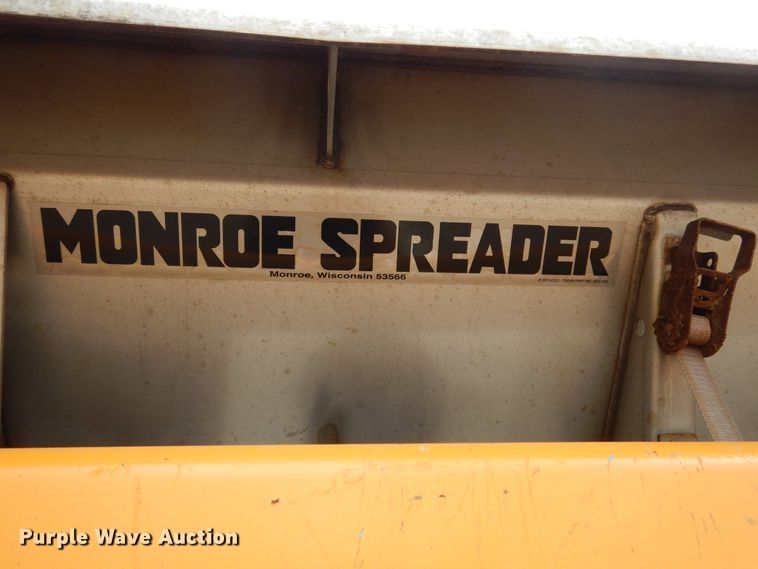 MONROE SPREADER
Monroe, Wisconsin 53566
Purple Wave Auction